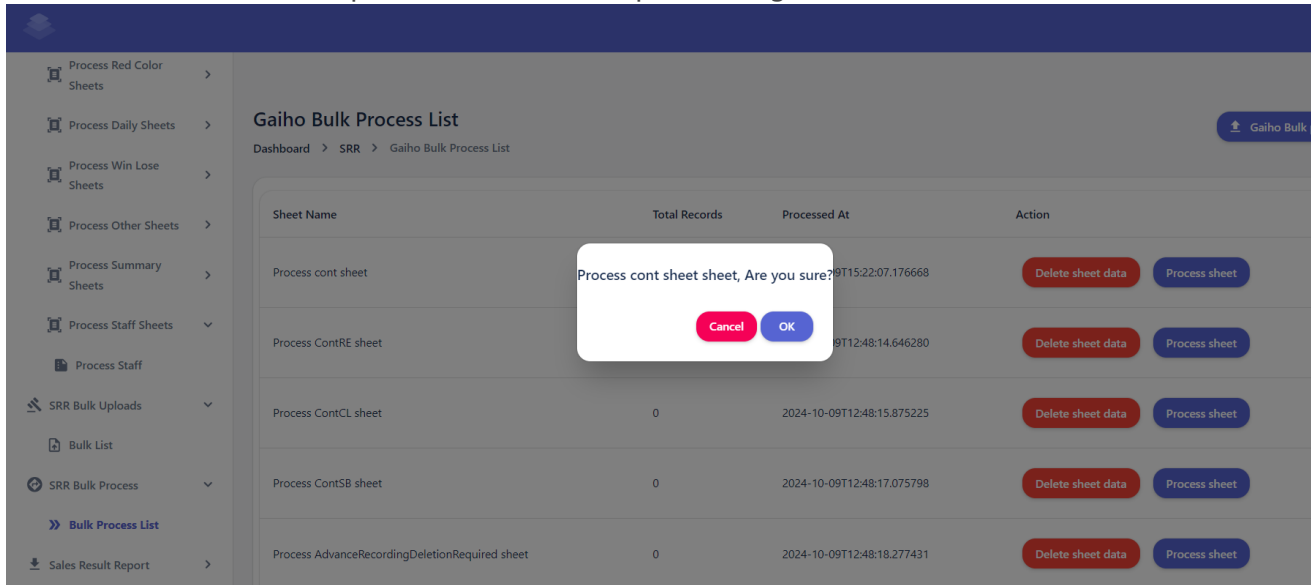 Process Red Color
Sheets
Process Daily Sheets
Process Win Lose
Sheets
Process Other Sheets
Process Summary
Sheets
Process Staff Sheets
Process Staff
SRR Bulk Uploads
Bulk List
SRR Bulk Process
Bulk Process List
Sales Result Report
Gaiho Bulk Process List
Gaiho Bulk
Dashboard > SRR > Gaiho Bulk Process List
Sheet Name Total Records Processed At Action
Process cont sheet 9T15:22:07.176668 Delete sheet data Process sheet
Process cont sheet sheet, Are you sure?
Cancel OK
Process ContRE sheet 9T12:48:14.646280 Delete sheet data Process sheet
Process ContCL sheet 0 2024-10-09T12:48:15.875225 Delete sheet data Process sheet
Process ContSB sheet 0 2024-10-09T12:48:17.075798 Delete sheet data Process sheet
Process AdvanceRecordingDeletionRequired sheet 0 2024-10-09T12:48:18.277431 Delete sheet data Process sheet